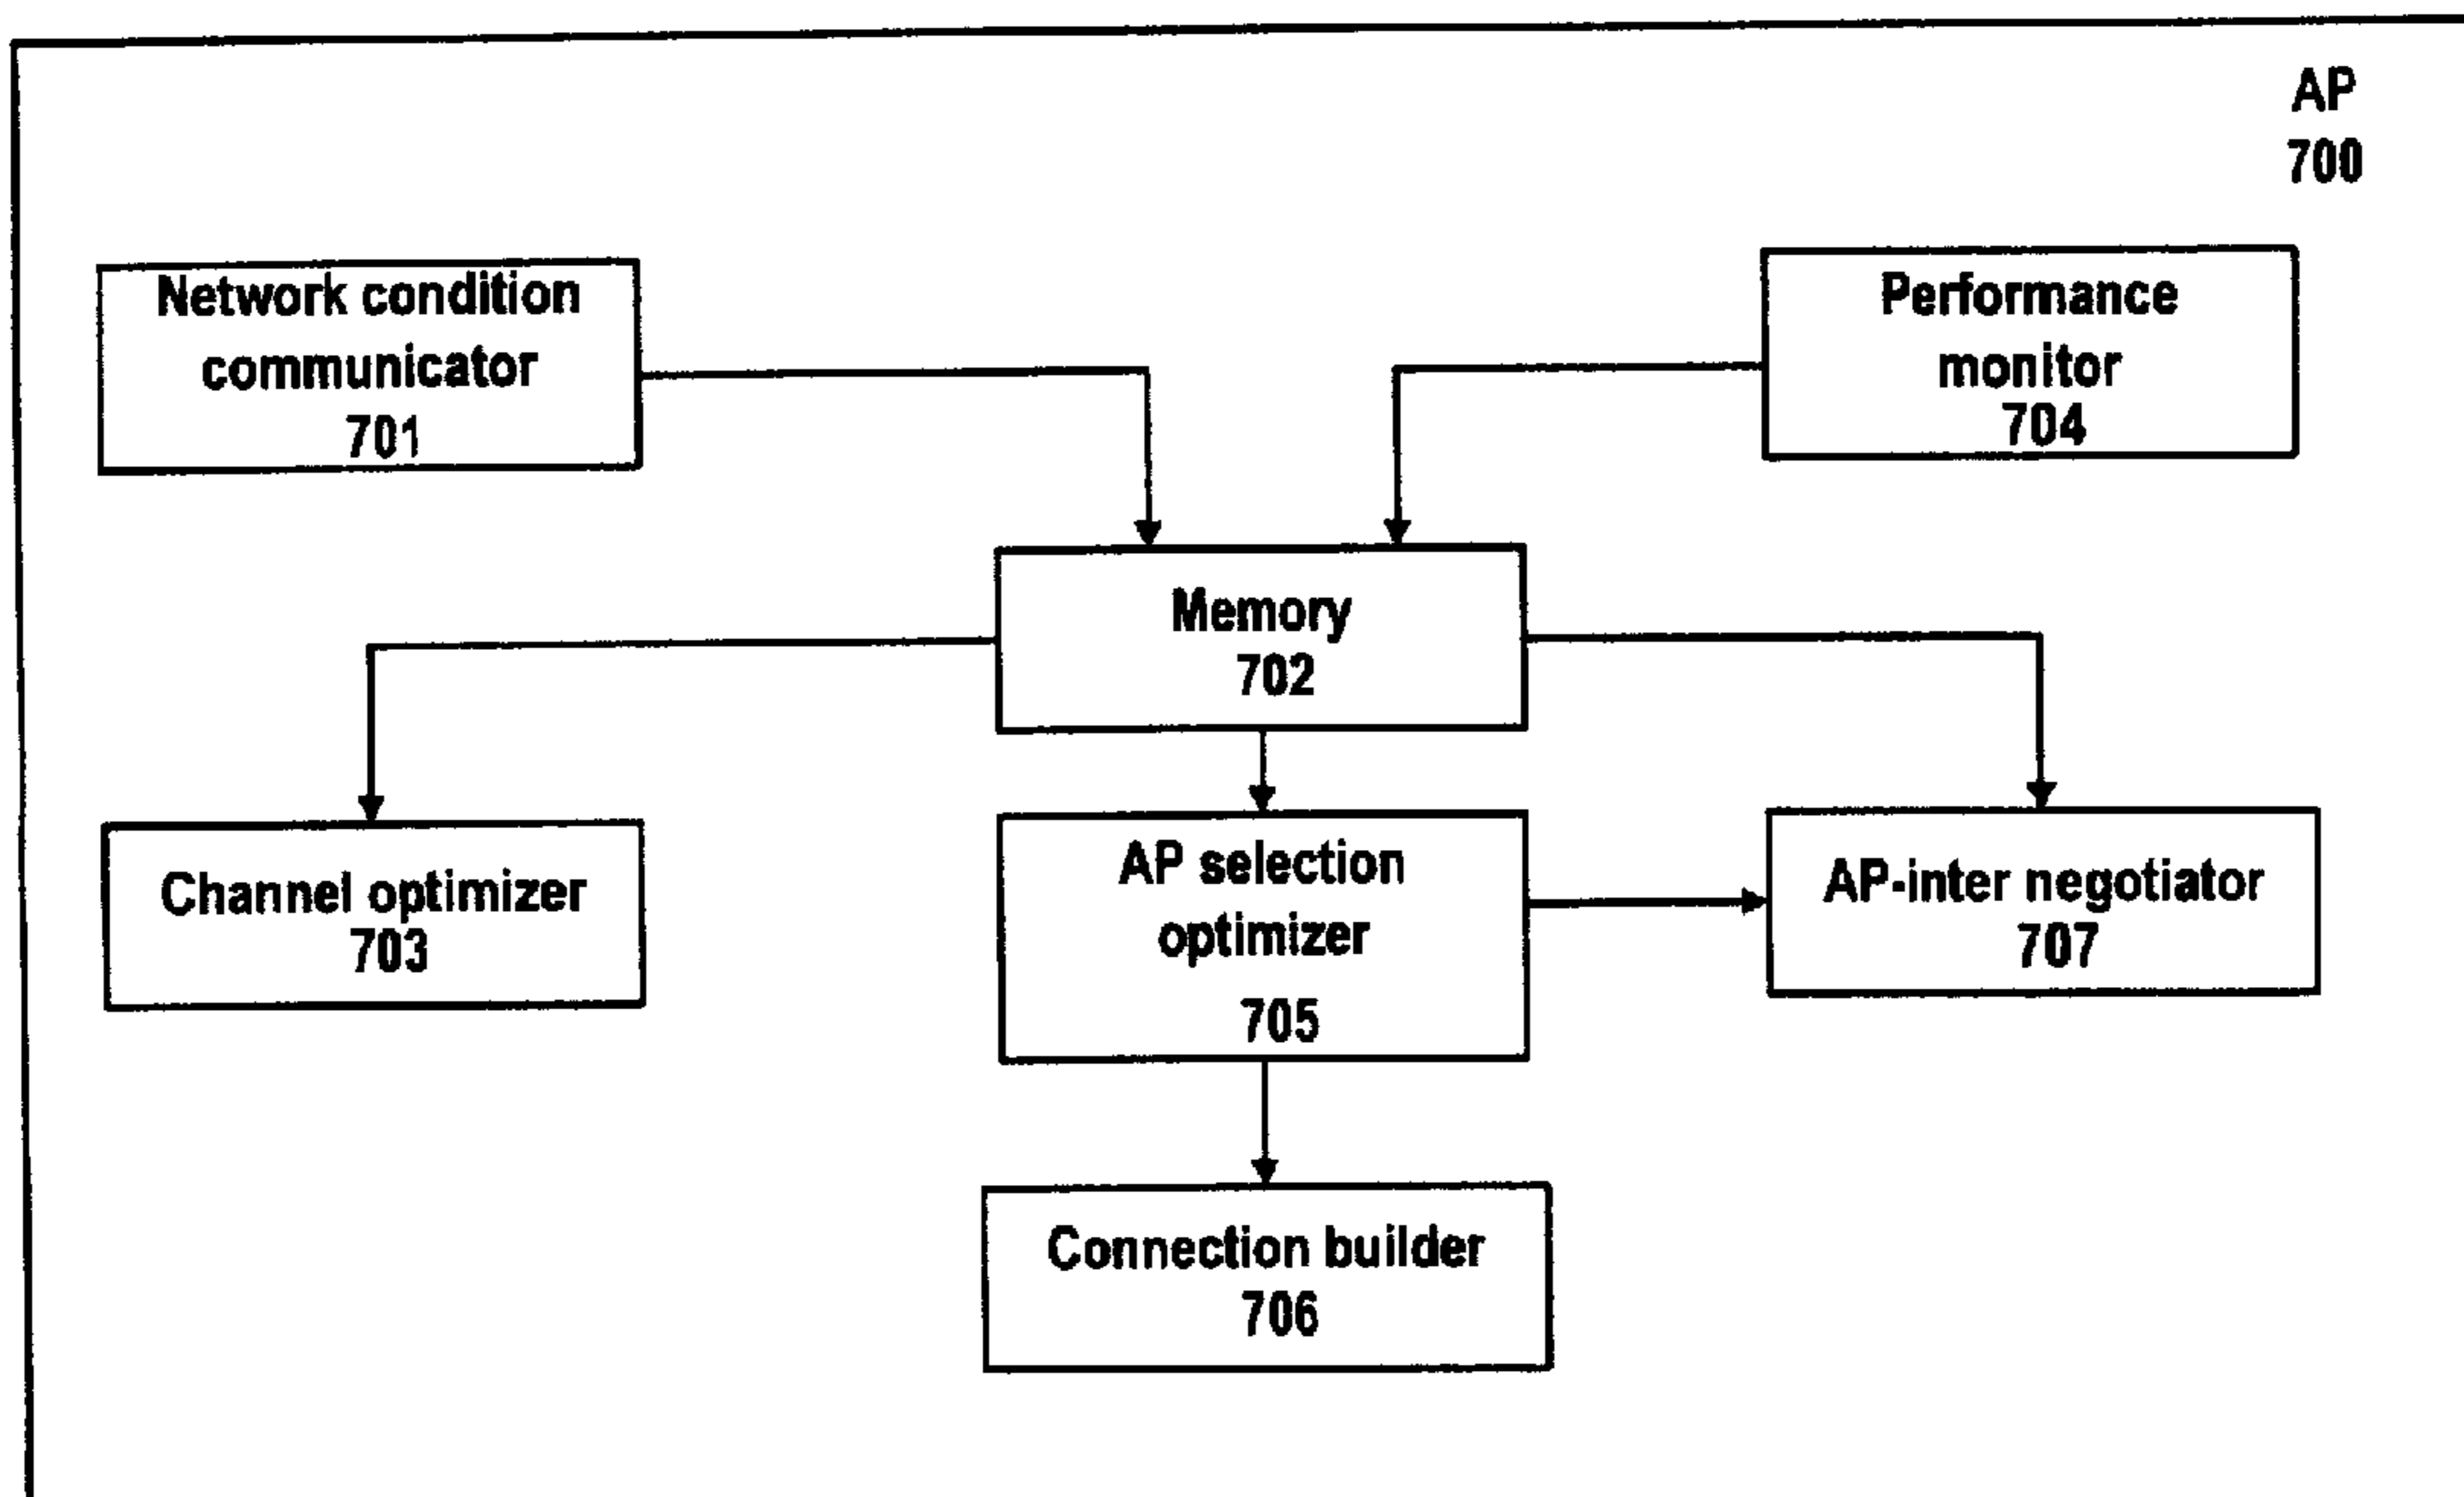 AP
700
Network condition
communicator
701
Performance
monitor
704
Memory
702
Channel optimizer
703
AP selection
optimizer
705
AP-inter negotiator
707
Connection builder
706